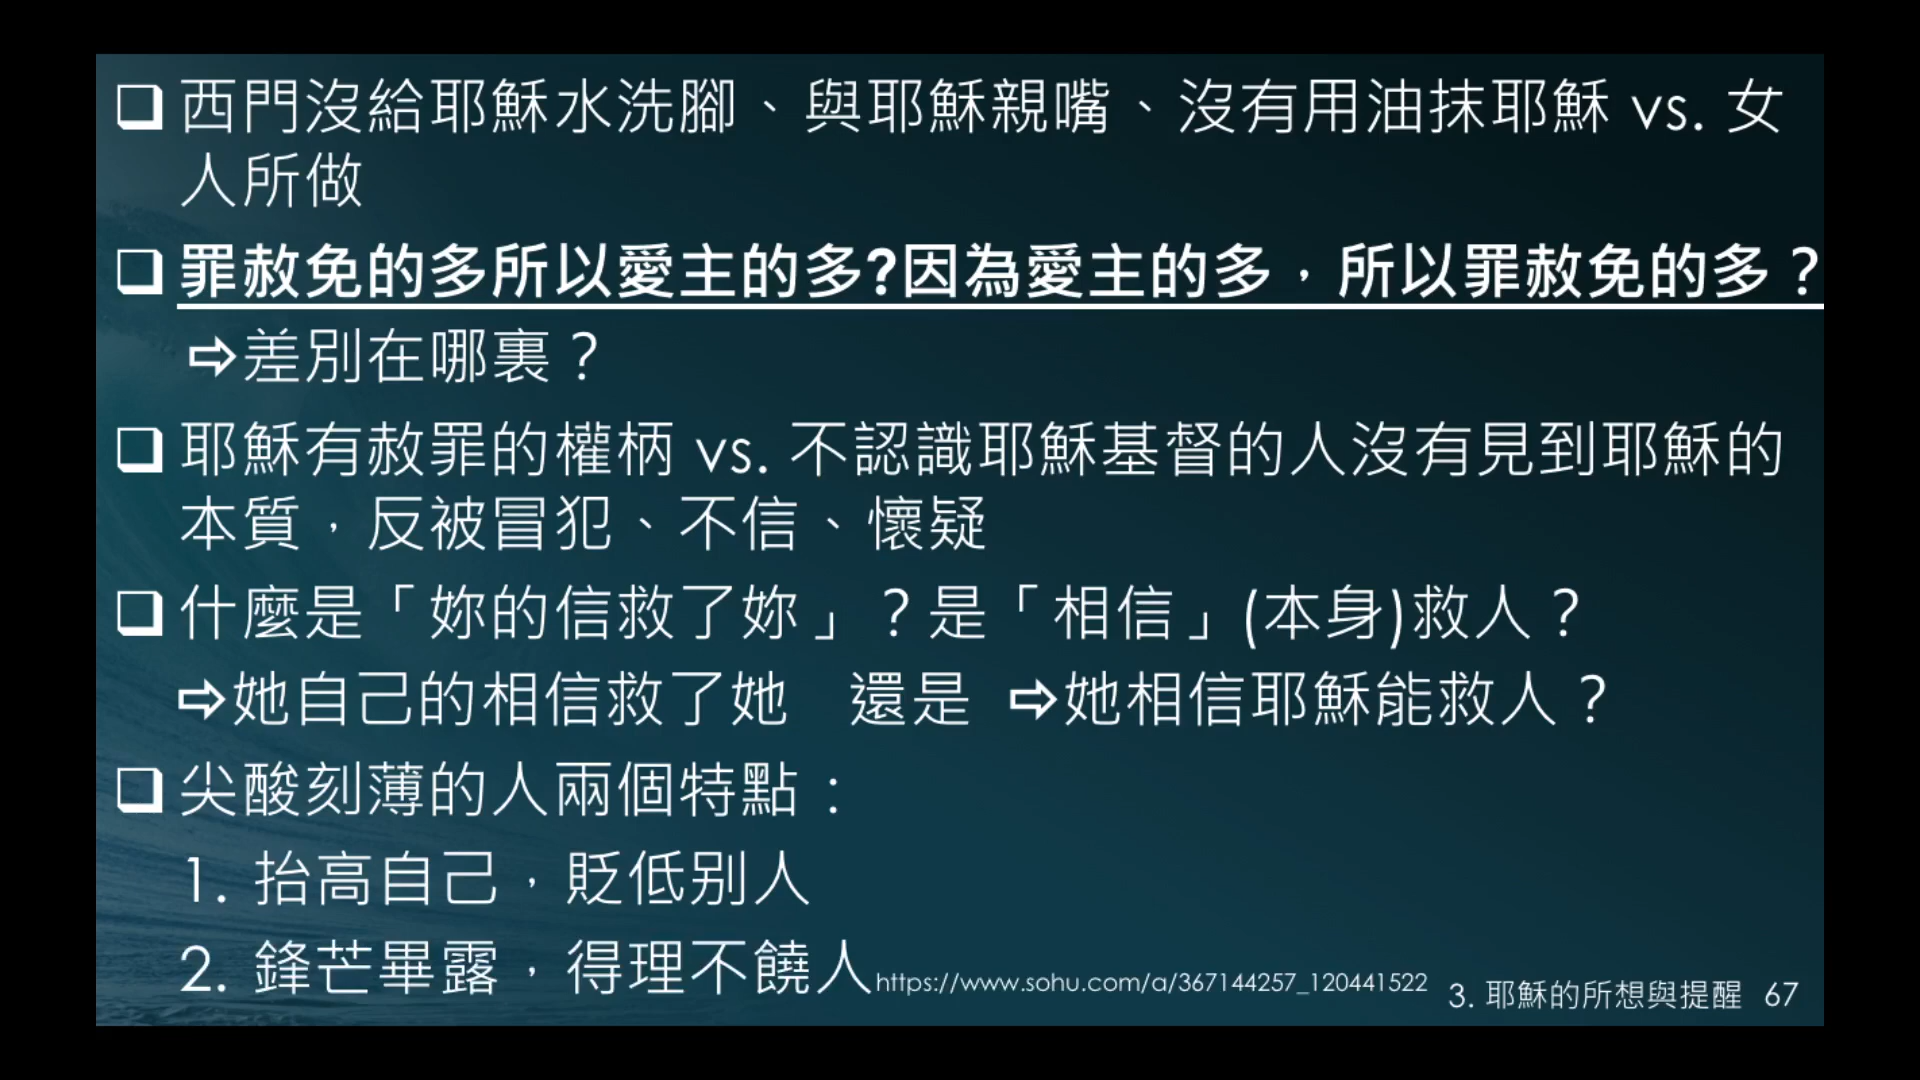 ❑ 西門沒給耶穌水洗腳、與耶穌親嘴、沒有用油抹耶穌 vs. 女
人所做
❑ 罪赦免的多所以愛主的多?因為愛主的多，所以罪赦免的多？
⇨差別在哪裏？
❑ 耶穌有赦罪的權柄 vs. 不認識耶穌基督的人沒有見到耶穌的
本質，反被冒犯、不信、懷疑
❑ 什麼是「妳的信救了妳」？是「相信」(本身)救人？
⇨她自己的相信救了她 還是 ⇨她相信耶穌能救人？
❑ 尖酸刻薄的人兩個特點：
1. 抬高自己，貶低別人
2. 鋒芒畢露，得理不饒人https://www.sohu.com/a/367144257_120441522
3. 耶穌的所想與提醒 67